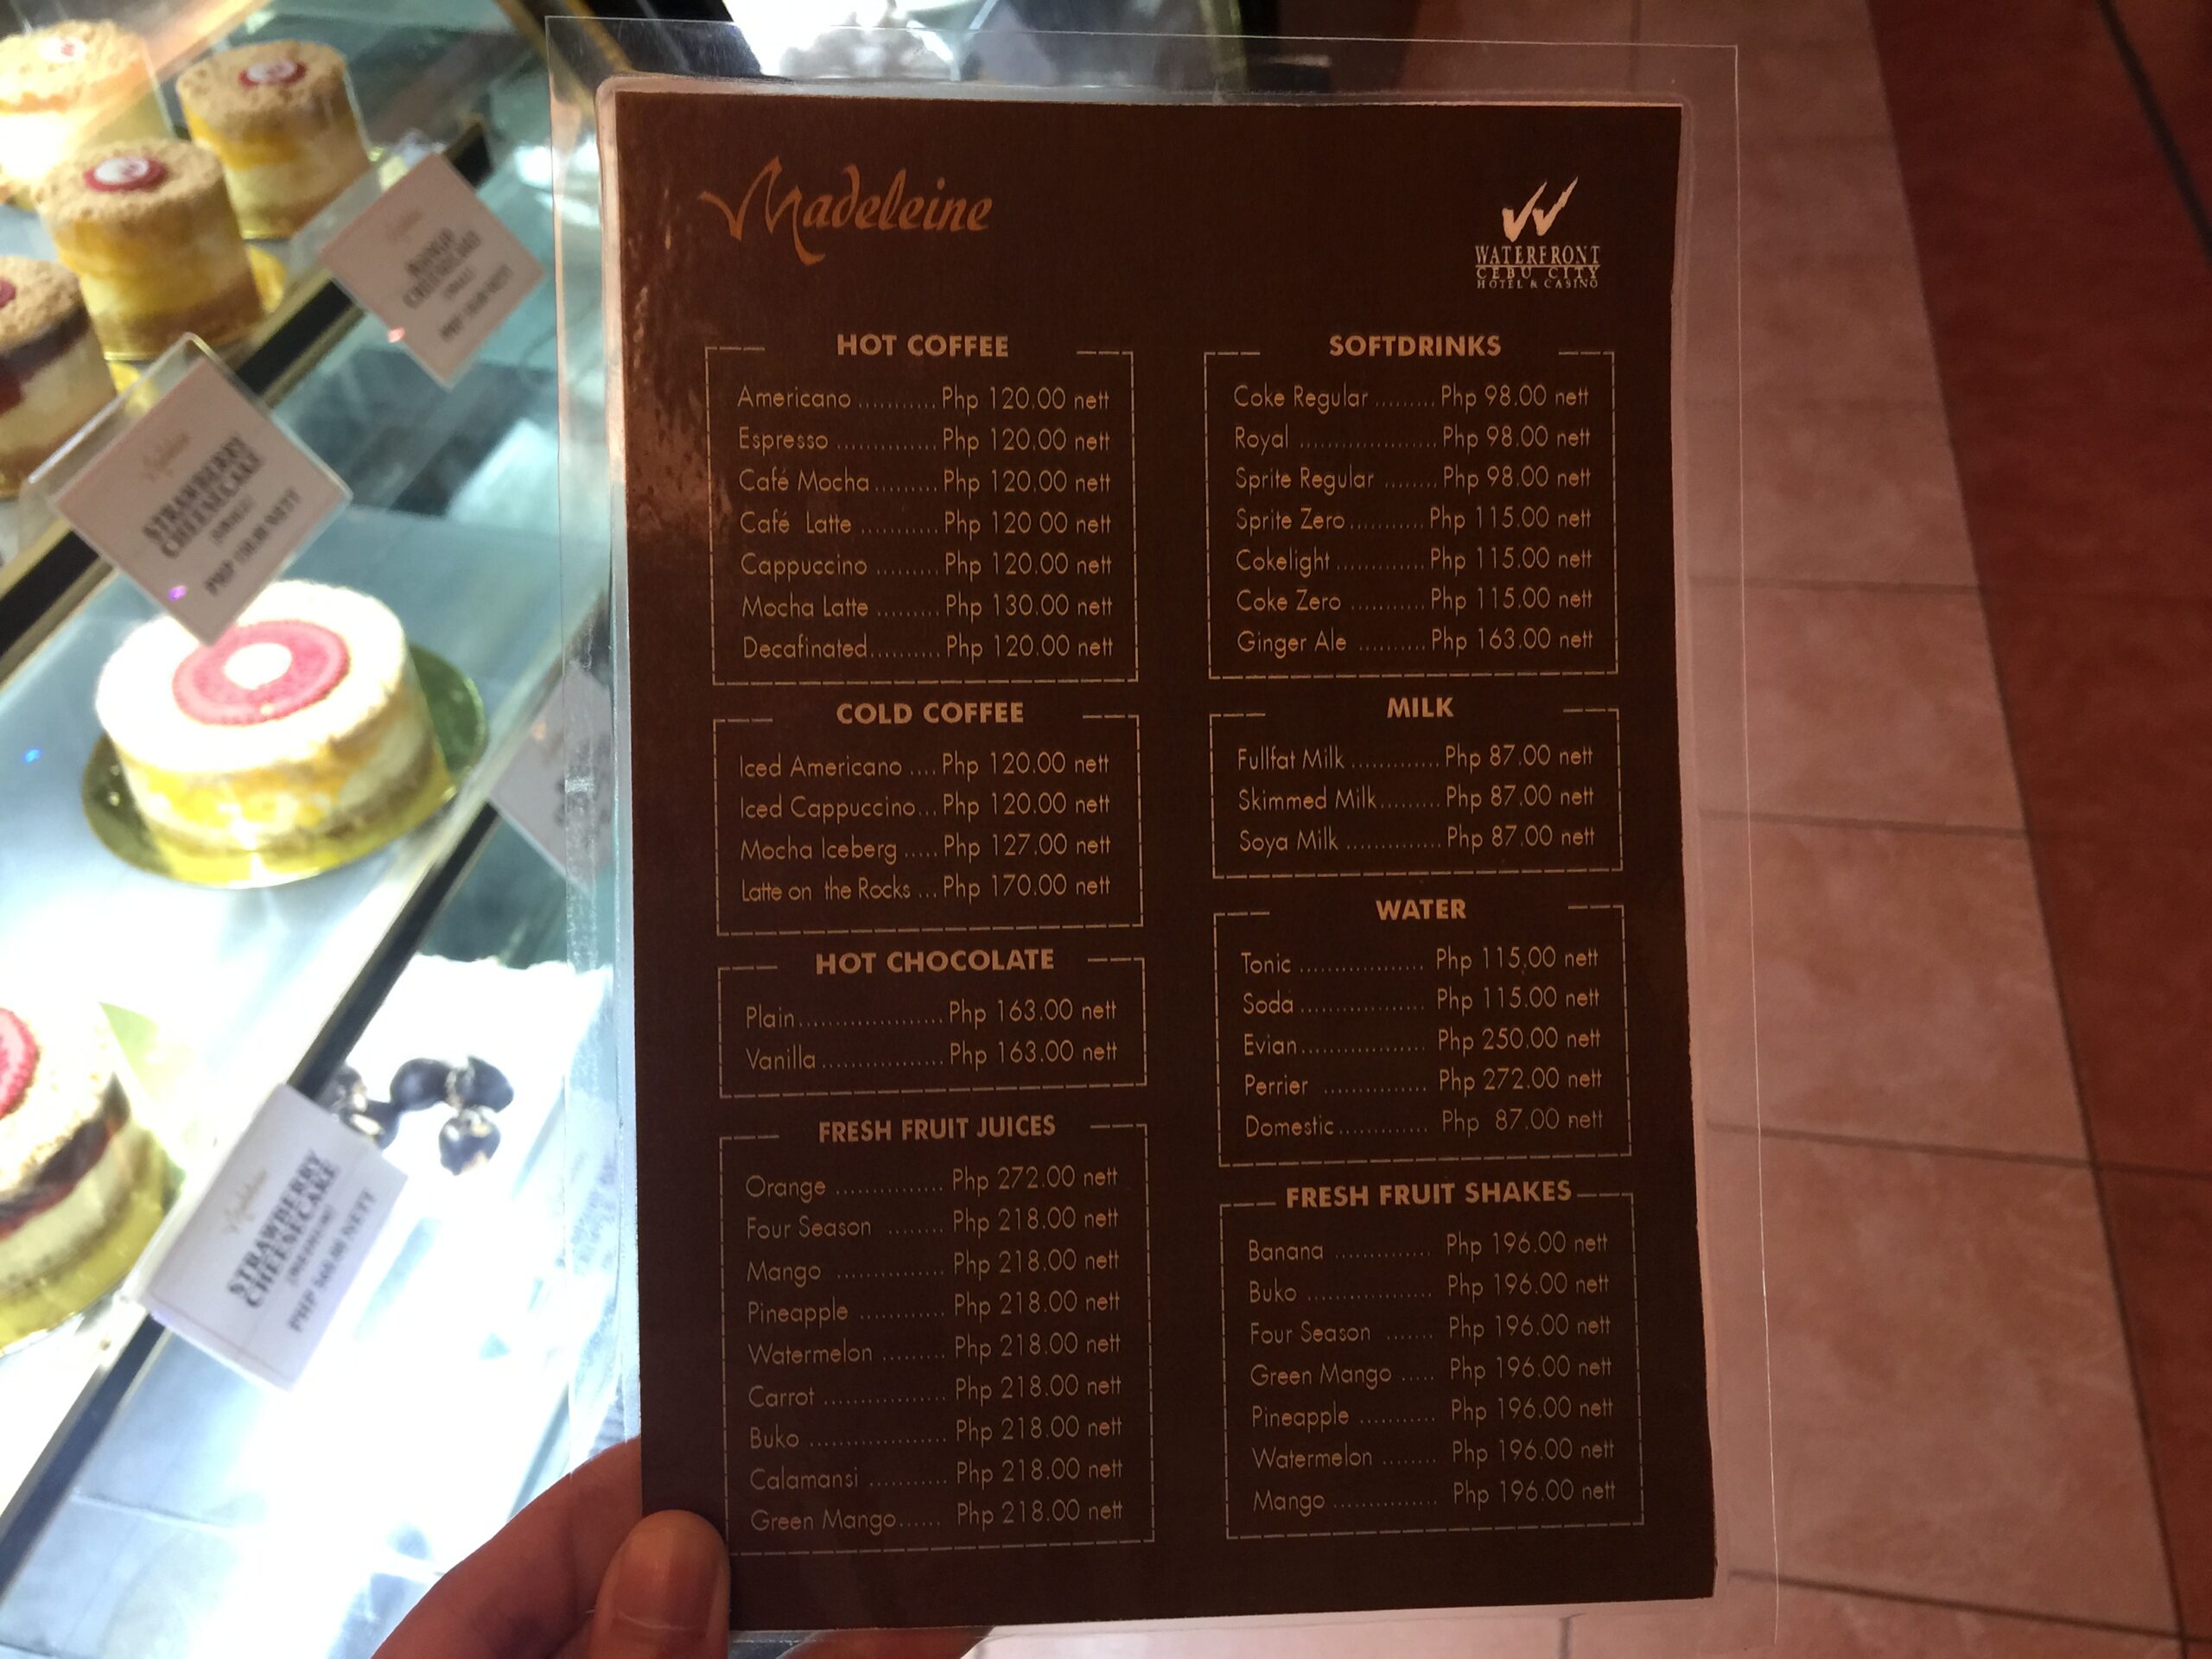 Madeleine
WATERFRONT
CEBU CITY
HOTEL & CASINO
HOT COFFEE
Americano ........... Php 120.00 nett
Espresso .............. Php 120.00 nett
Café Mocha ......... Php 120.00 nett
Café Latte ........... Php 120 00 nett
Cappuccino ......... Php 120.00 nett
Mocha Latte ......... Php 130.00 nett
Decafinated.......... Php 120.00 nett
COLD COFFEE
Iced Americano .... Php 120.00 nett
Iced Cappuccino... Php 120.00 nett
Mocha Iceberg ..... Php 127.00 nett
Latte on the Rocks ... Php 170.00 nett
HOT CHOCOLATE
Plain..................... Php 163.00 nett
Vanilla .................. Php 163.00 nett
FRESH FRUIT JUICES
Orange ................ Php 272.00 nett
Four Season ........ Php 218.00 nett
Mango ................ Php 218.00 nett
Pineapple ............ Php 218.00 nett
Watermelon ......... Php 218.00 nett
Carrot .................. Php 218.00 nett
Buko .................... Php 218.00 nett
Calamansi ........... Php 218.00 nett
Green Mango...... Php 218.00 nett
SOFTDRINKS
Coke Regular ......... Php 98.00 nett
Royal .................... Php 98.00 nett
Sprite Regular ........ Php 98.00 nett
Sprite Zero ........... Php 115.00 nett
Cokelight ............. Php 115.00 nett
Coke Zero ........... Php 115.00 nett
Ginger Ale .......... Php 163.00 nett
MILK
Fullfat Milk ............. Php 87.00 nett
Skimmed Milk......... Php 87.00 nett
Soya Milk .............. Php 87.00 nett
WATER
Tonic .................. Php 115.00 nett
Soda .................. Php 115.00 nett
Evian.................. Php 250.00 nett
Perrier ............... Php 272.00 nett
Domestic............. Php 87.00 nett
FRESH FRUIT SHAKES
Banana .............. Php 196.00 nett
Buko .................. Php 196.00 nett
Four Season ....... Php 196.00 nett
Green Mango ..... Php 196.00 nett
Pineapple ........... Php 196.00 nett
Watermelon ........ Php 196.00 nett
Mango ............... Php 196.00 nett
MANGO
CHEESECAKE
STRAWBERRY
CHEESECAKE
STRAWBERRY
CHEESECAKE